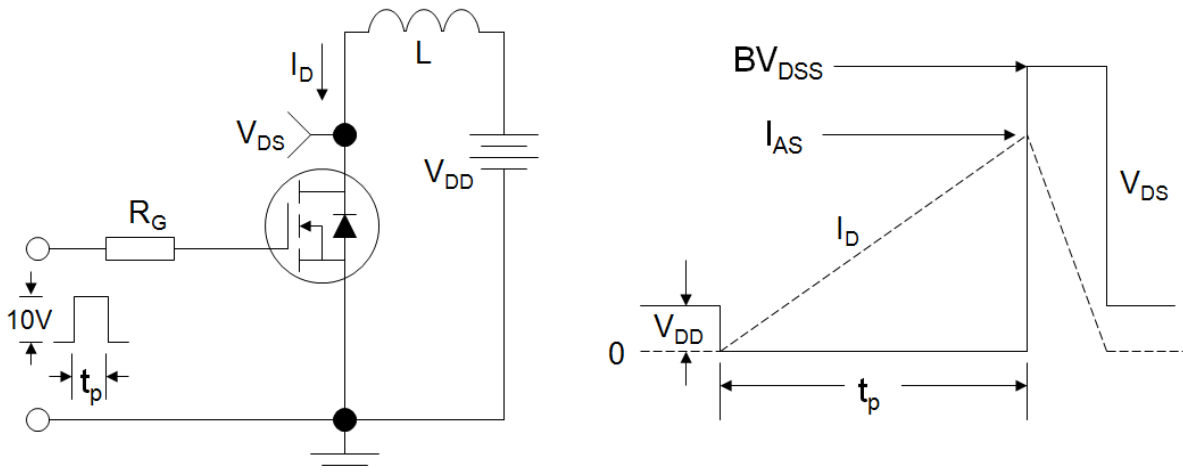 L
I_D
V_DS
V_DD
R_G
10V
t_p
BV_DSS
I_AS
V_DS
I_D
V_DD
0
t_p